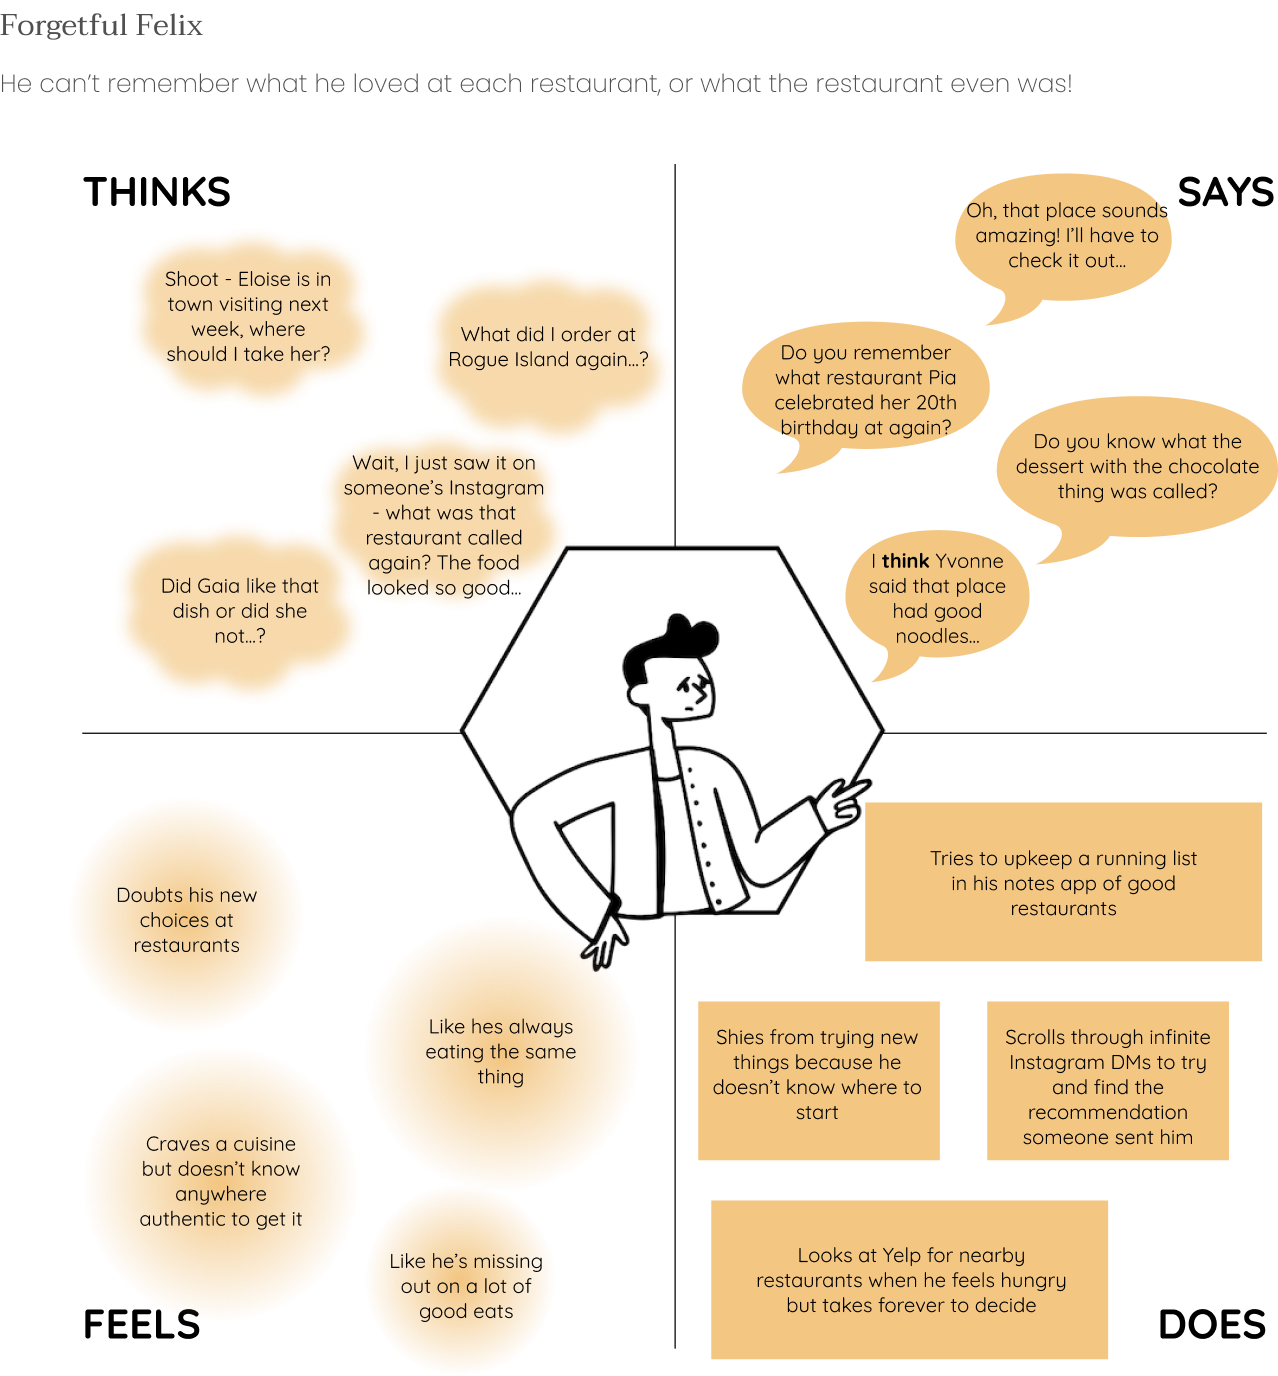 Forgetful Felix
He can’t remember what he loved at each restaurant, or what the restaurant even was!
THINKS
Shoot - Eloise is in
town visiting next
week, where
should I take her?
What did I order at
Rogue Island again...?
Wait, I just saw it on
someone’s Instagram
- what was that
restaurant called
again? The food
looked so good...
Did Gaia like that
dish or did she
not...?
SAYS
Oh, that place sounds
amazing! I’ll have to
check it out...
Do you remember
what restaurant Pia
celebrated her 20th
birthday at again?
Do you know what the
dessert with the chocolate
thing was called?
I think Yvonne
said that place
had good
noodles...
Doubts his new
choices at
restaurants
Like hes always
eating the same
thing
Craves a cuisine
but doesn’t know
anywhere
authentic to get it
Like he’s missing
out on a lot of
good eats
FEELS
Tries to upkeep a running list
in his notes app of good
restaurants
Shies from trying new
things because he
doesn’t know where to
start
Scrolls through infinite
Instagram DMs to try
and find the
recommendation
someone sent him
Looks at Yelp for nearby
restaurants when he feels hungry
but takes forever to decide
DOES